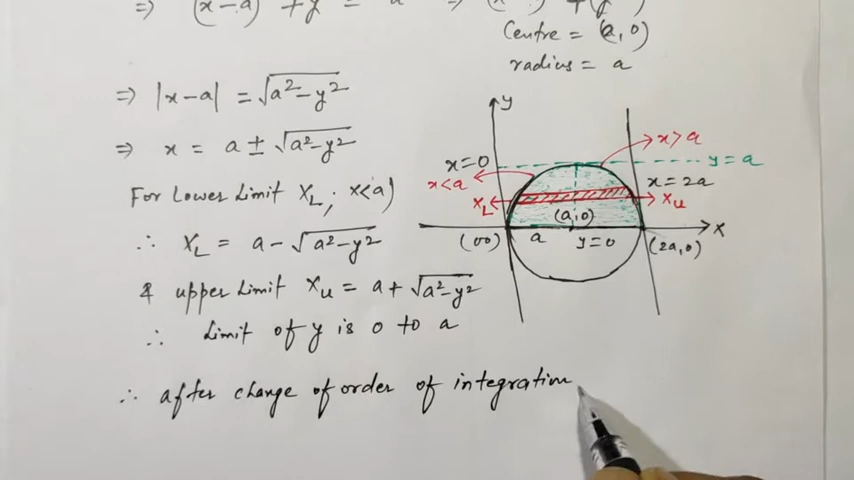 ⇒ (x-a) + y = a ⇒
Centre = (a,0)
radius = a
⇒ |x-a| = √a²-y²
⇒ x = a ± √a²-y²
For Lower Limit X_L ; x<a)
∴ X_L = a - √a²-y²
& upper Limit X_u = a + √a²-y²
∴ Limit of y is 0 to a
∴ after change of order of integration
y
x=0
x<a
x>a
y=a
x=2a
X_L
X_u
(a,0)
(00)
a
y=0
(2a,0)
x